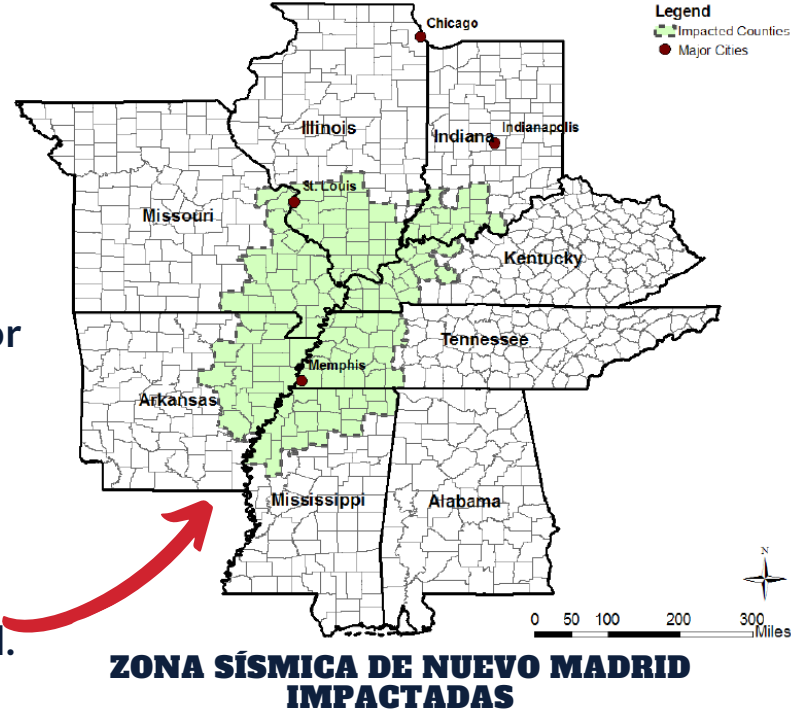 Legend
Impacted Counties
Major Cities
Chicago
Illinois
Indiana
Indianapolis
St. Louis
Missouri
Kentucky
or
Tennessee
Memphis
Arkansas
Mississippi
Alabama
N
0 50 100 200 300
Miles
ZONA SÍSMICA DE NUEVO MADRID
IMPACTADAS